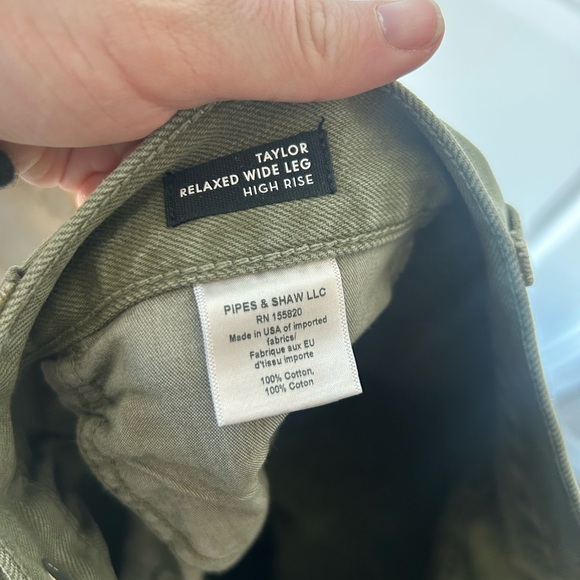 TAYLOR
RELAXED WIDE LEG
HIGH RISE
PIPES & SHAW LLC
RN 155820
Made in USA of imported
fabrics/
Fabrique aux EU
d'tissu importe
100% Cotton,
100% Coton